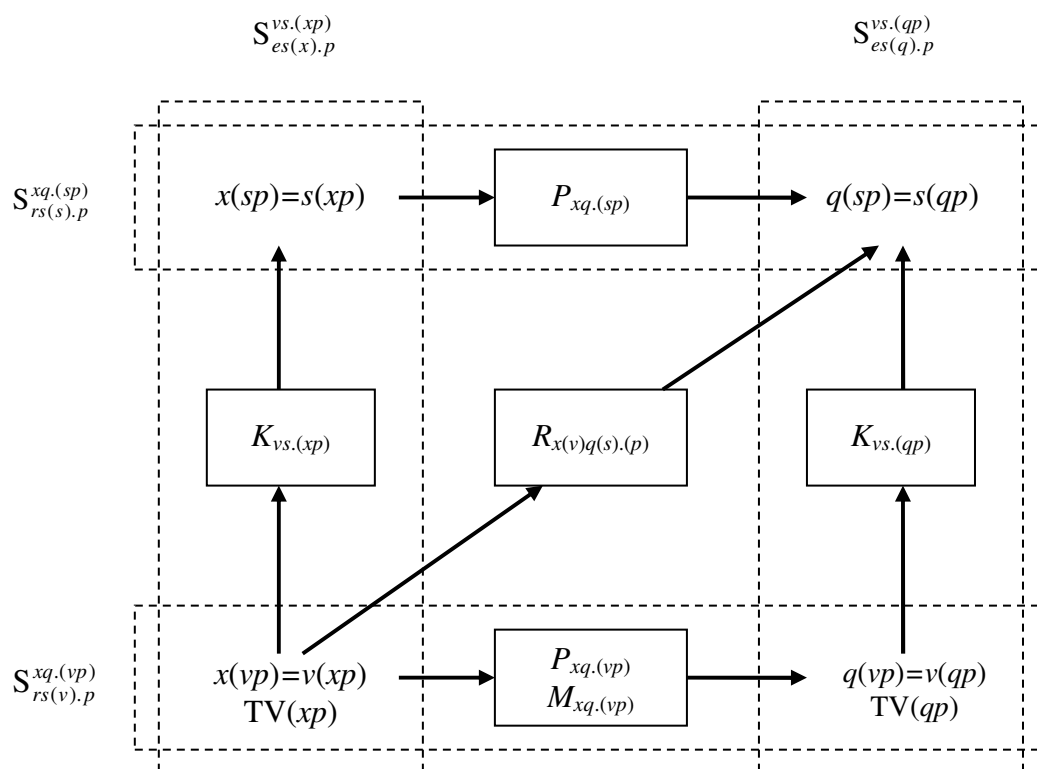 S^{vs.(xp)}_{es(x).p} S^{vs.(qp)}_{es(q).p}
S^{xq.(sp)}_{rs(s).p} x(sp)=s(xp) P_{xq.(sp)} q(sp)=s(qp)
K_{vs.(xp)} R_{x(v)q(s).(p)} K_{vs.(qp)}
S^{xq.(vp)}_{rs(v).p} x(vp)=v(xp) P_{xq.(vp)} q(vp)=v(qp)
TV(xp) M_{xq.(vp)} TV(qp)